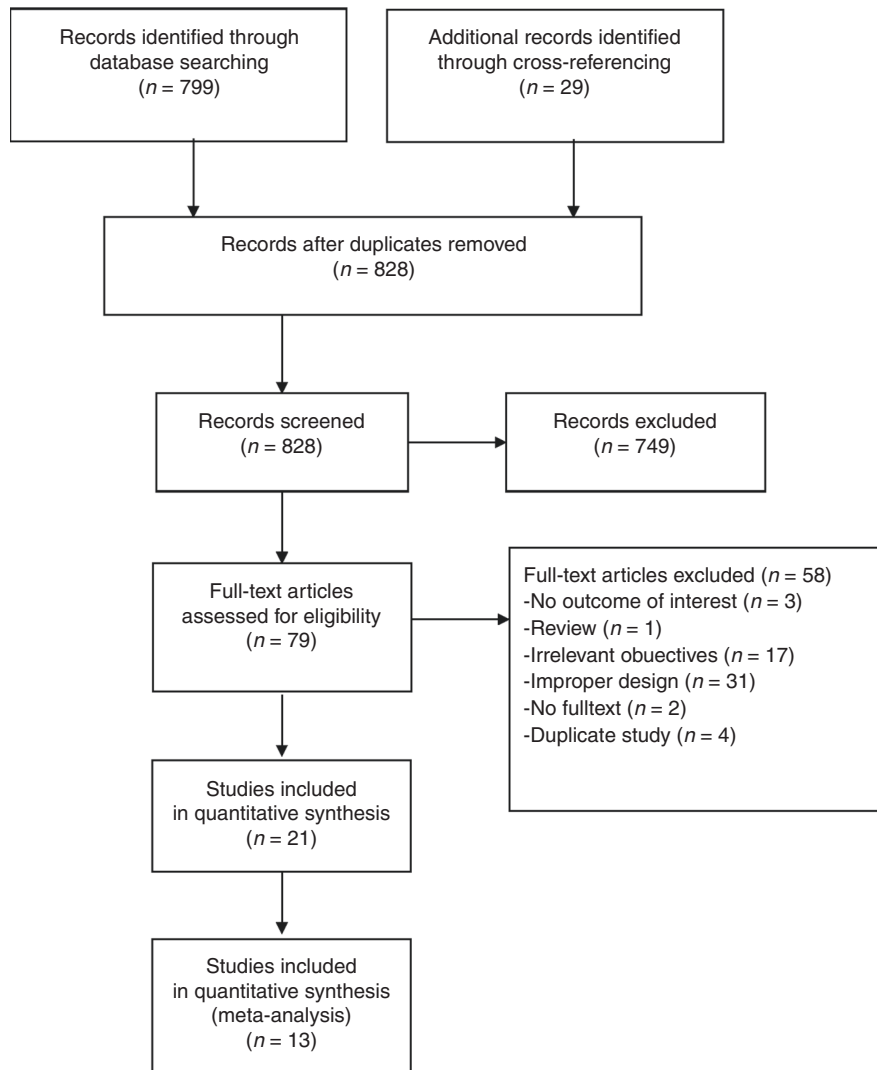 Records identified through
database searching
(n = 799)
Additional records identified
through cross-referencing
(n = 29)
Records after duplicates removed
(n = 828)
Records screened
(n = 828)
Records excluded
(n = 749)
Full-text articles
assessed for eligibility
(n = 79)
Full-text articles excluded (n = 58)
-No outcome of interest (n = 3)
-Review (n = 1)
-Irrelevant obuectives (n = 17)
-Improper design (n = 31)
-No fulltext (n = 2)
-Duplicate study (n = 4)
Studies included
in quantitative synthesis
(n = 21)
Studies included
in quantitative synthesis
(meta-analysis)
(n = 13)